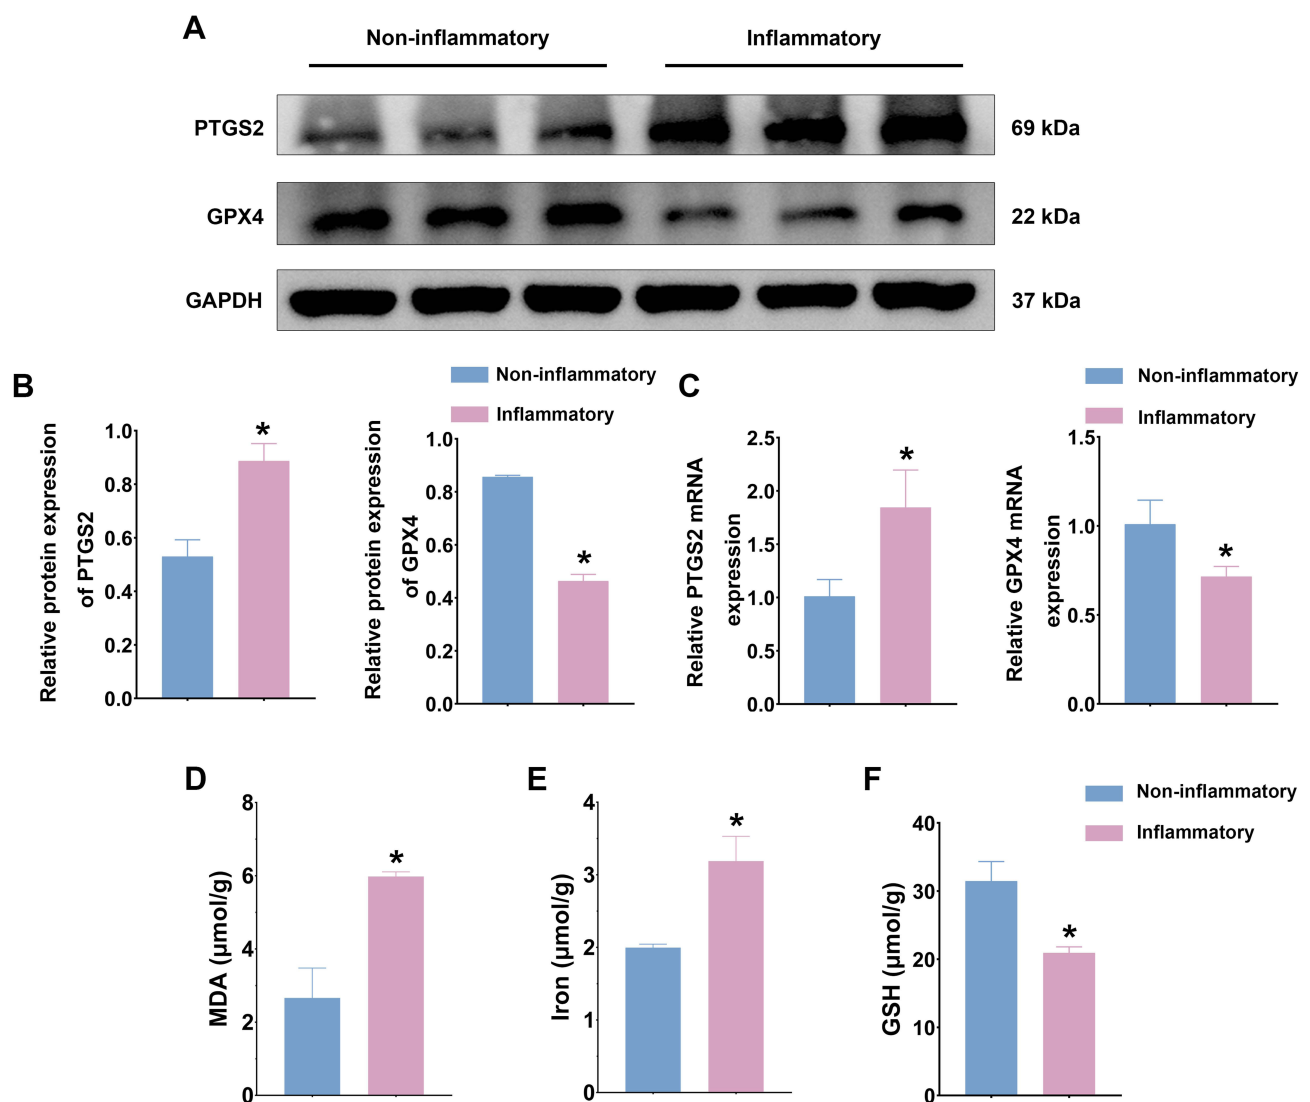 A
Non-inflammatory
Inflammatory
PTGS2
69 kDa
GPX4
22 kDa
GAPDH
37 kDa
B
Non-inflammatory
Inflammatory
Relative protein expression
of PTGS2
1.0
0.8
0.6
0.4
0.2
0.0
*
Relative protein expression
of GPX4
1.0
0.8
0.6
0.4
0.2
0.0
*
C
Non-inflammatory
Inflammatory
Relative PTGS2 mRNA
expression
2.5
2.0
1.5
1.0
0.5
0.0
*
Relative GPX4 mRNA
expression
1.5
1.0
0.5
0.0
*
D
MDA (μmol/g)
8
6
4
2
0
*
E
Iron (μmol/g)
4
3
2
1
0
*
F
Non-inflammatory
Inflammatory
GSH (μmol/g)
40
30
20
10
0
*